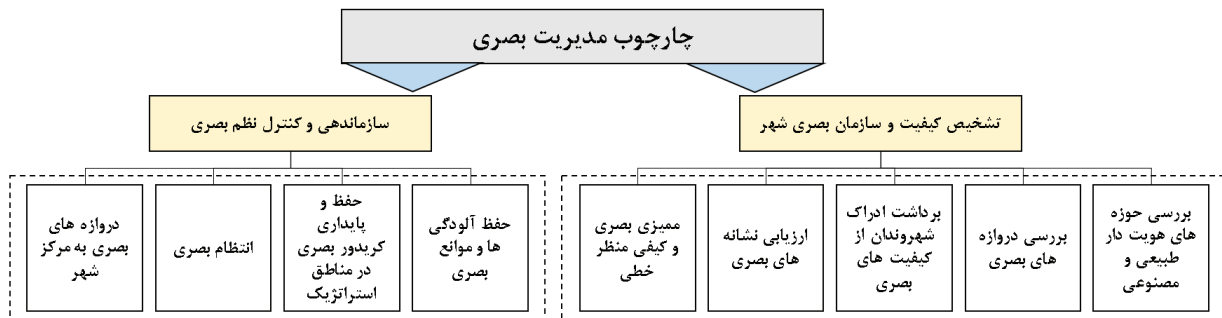 چارچوب مدیریت بصری
تشخیص کیفیت و سازمان بصری شهر
سازماندهی و کنترل نظم بصری
بررسی حوزه
های هویت دار
طبیعی و
مصنوعی
بررسی دروازه
های بصری
برداشت ادراک
شهروندان از
کیفیت های
بصری
ارزیابی نشانه
های بصری
ممیزی بصری
و کیفی منظر
خطی
حفظ آلودگی
ها و موانع
بصری
حفظ و
پایداری
کریدور بصری
در مناطق
استراتژیک
انتظام بصری
دروازه های
بصری به مرکز
شهر